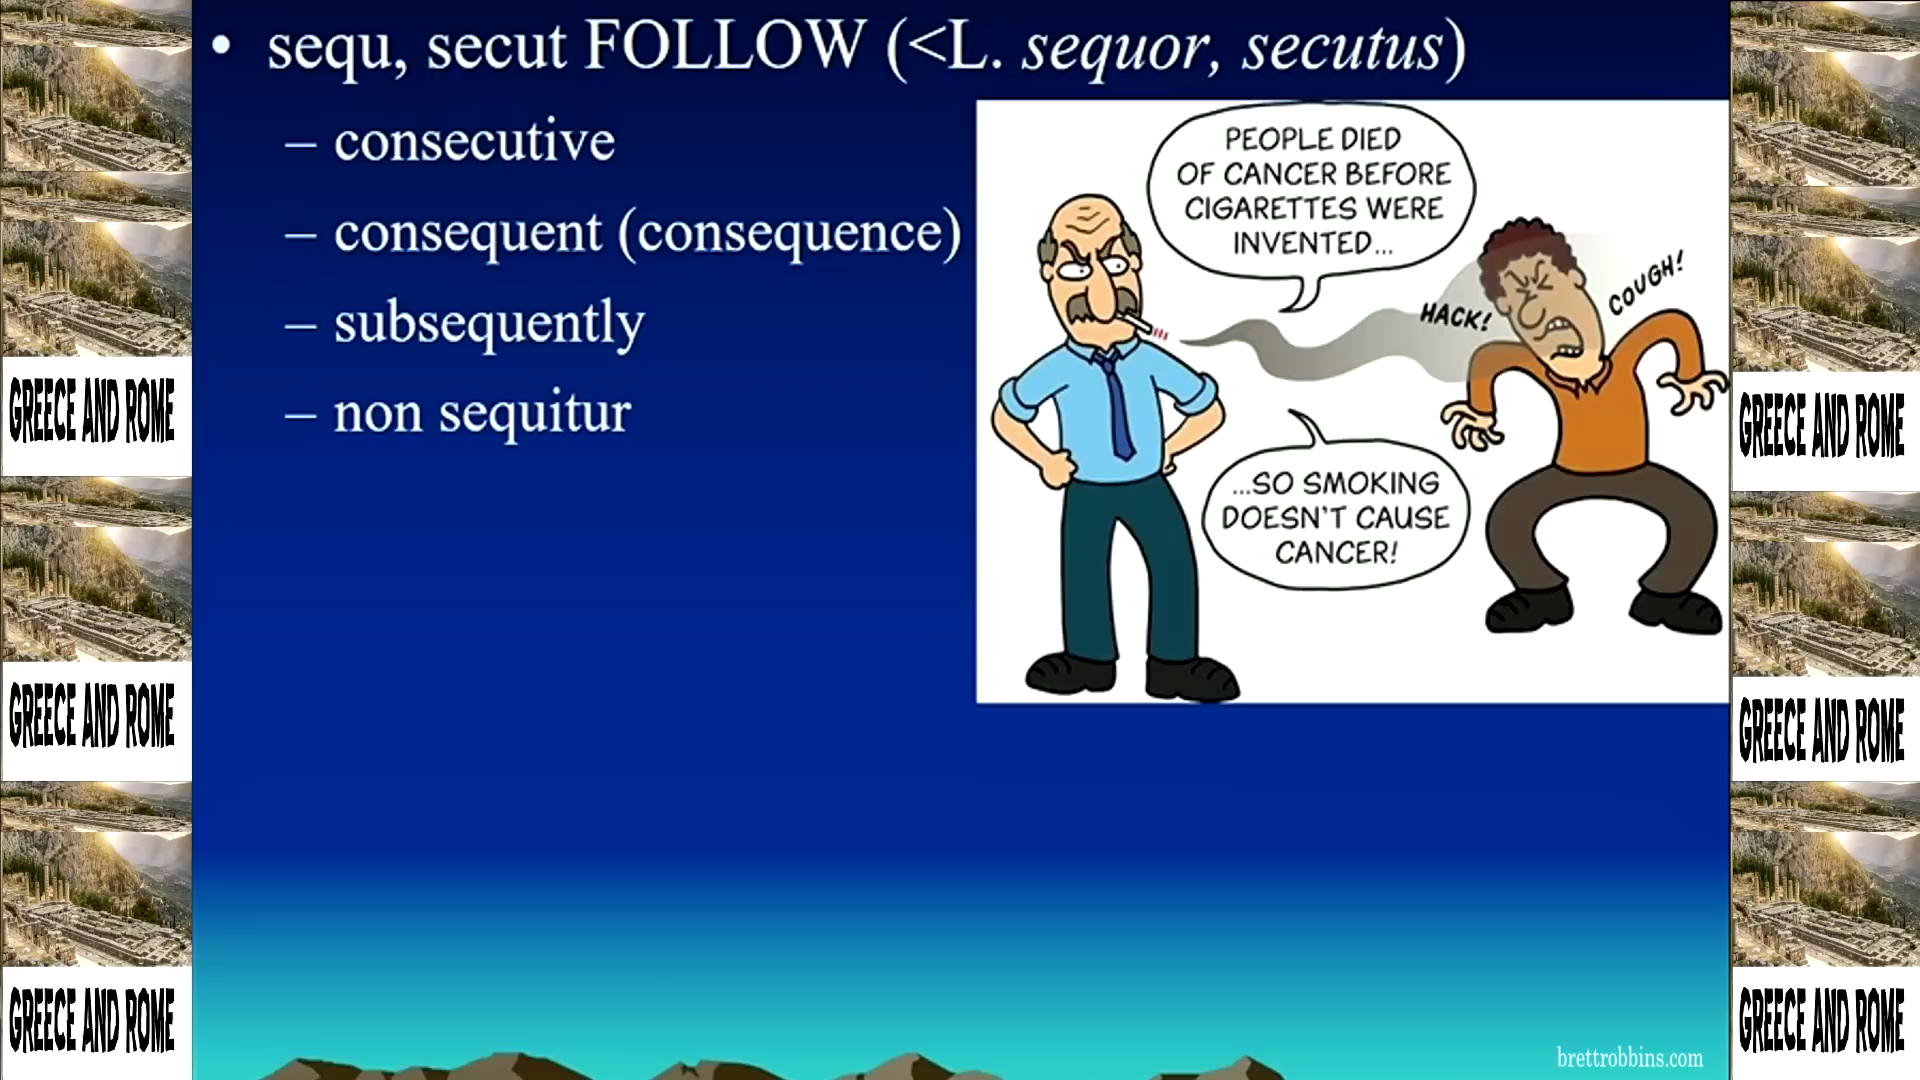 • sequ, secut FOLLOW (<L. sequor, secutus)
– consecutive
– consequent (consequence)
– subsequently
– non sequitur
PEOPLE DIED
OF CANCER BEFORE
CIGARETTES WERE
INVENTED...
HACK!
COUGH!
...SO SMOKING
DOESN'T CAUSE
CANCER!
GREECE AND ROME
GREECE AND ROME
GREECE AND ROME
GREECE AND ROME
GREECE AND ROME
GREECE AND ROME
brettrobbins.com